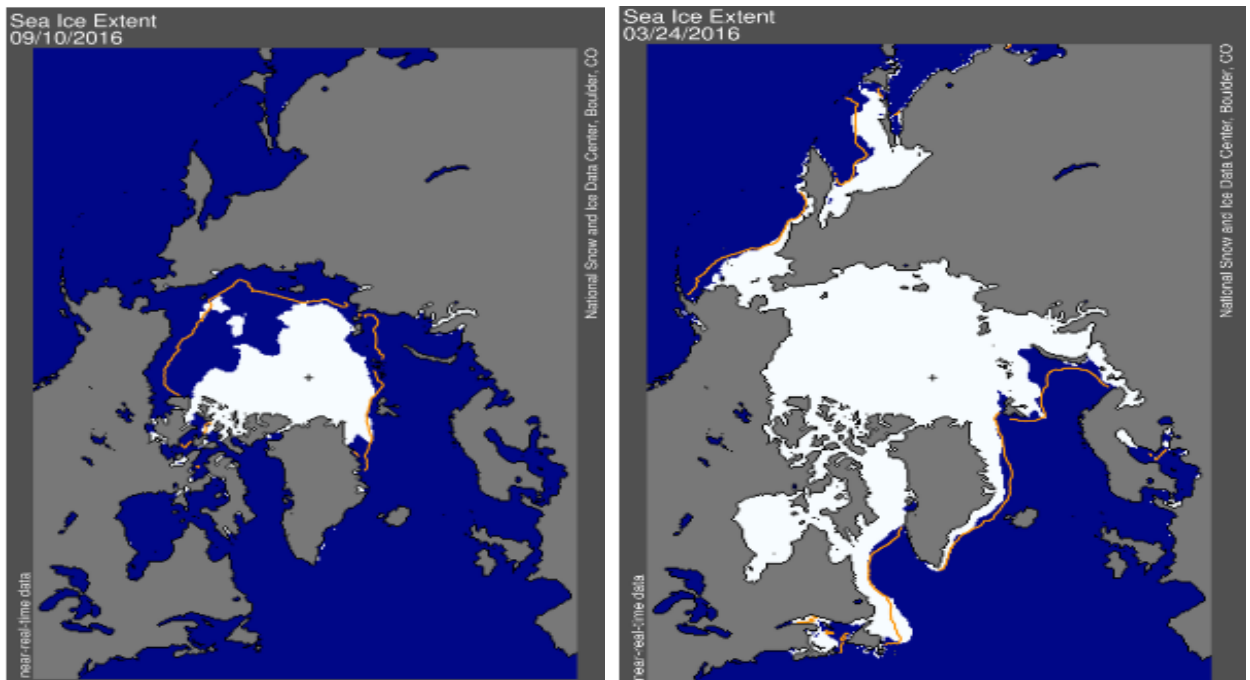 Sea Ice Extent
09/10/2016
National Snow and Ice Data Center, Boulder, CO
near-real-time data
Sea Ice Extent
03/24/2016
National Snow and Ice Data Center, Boulder, CO
near-real-time data